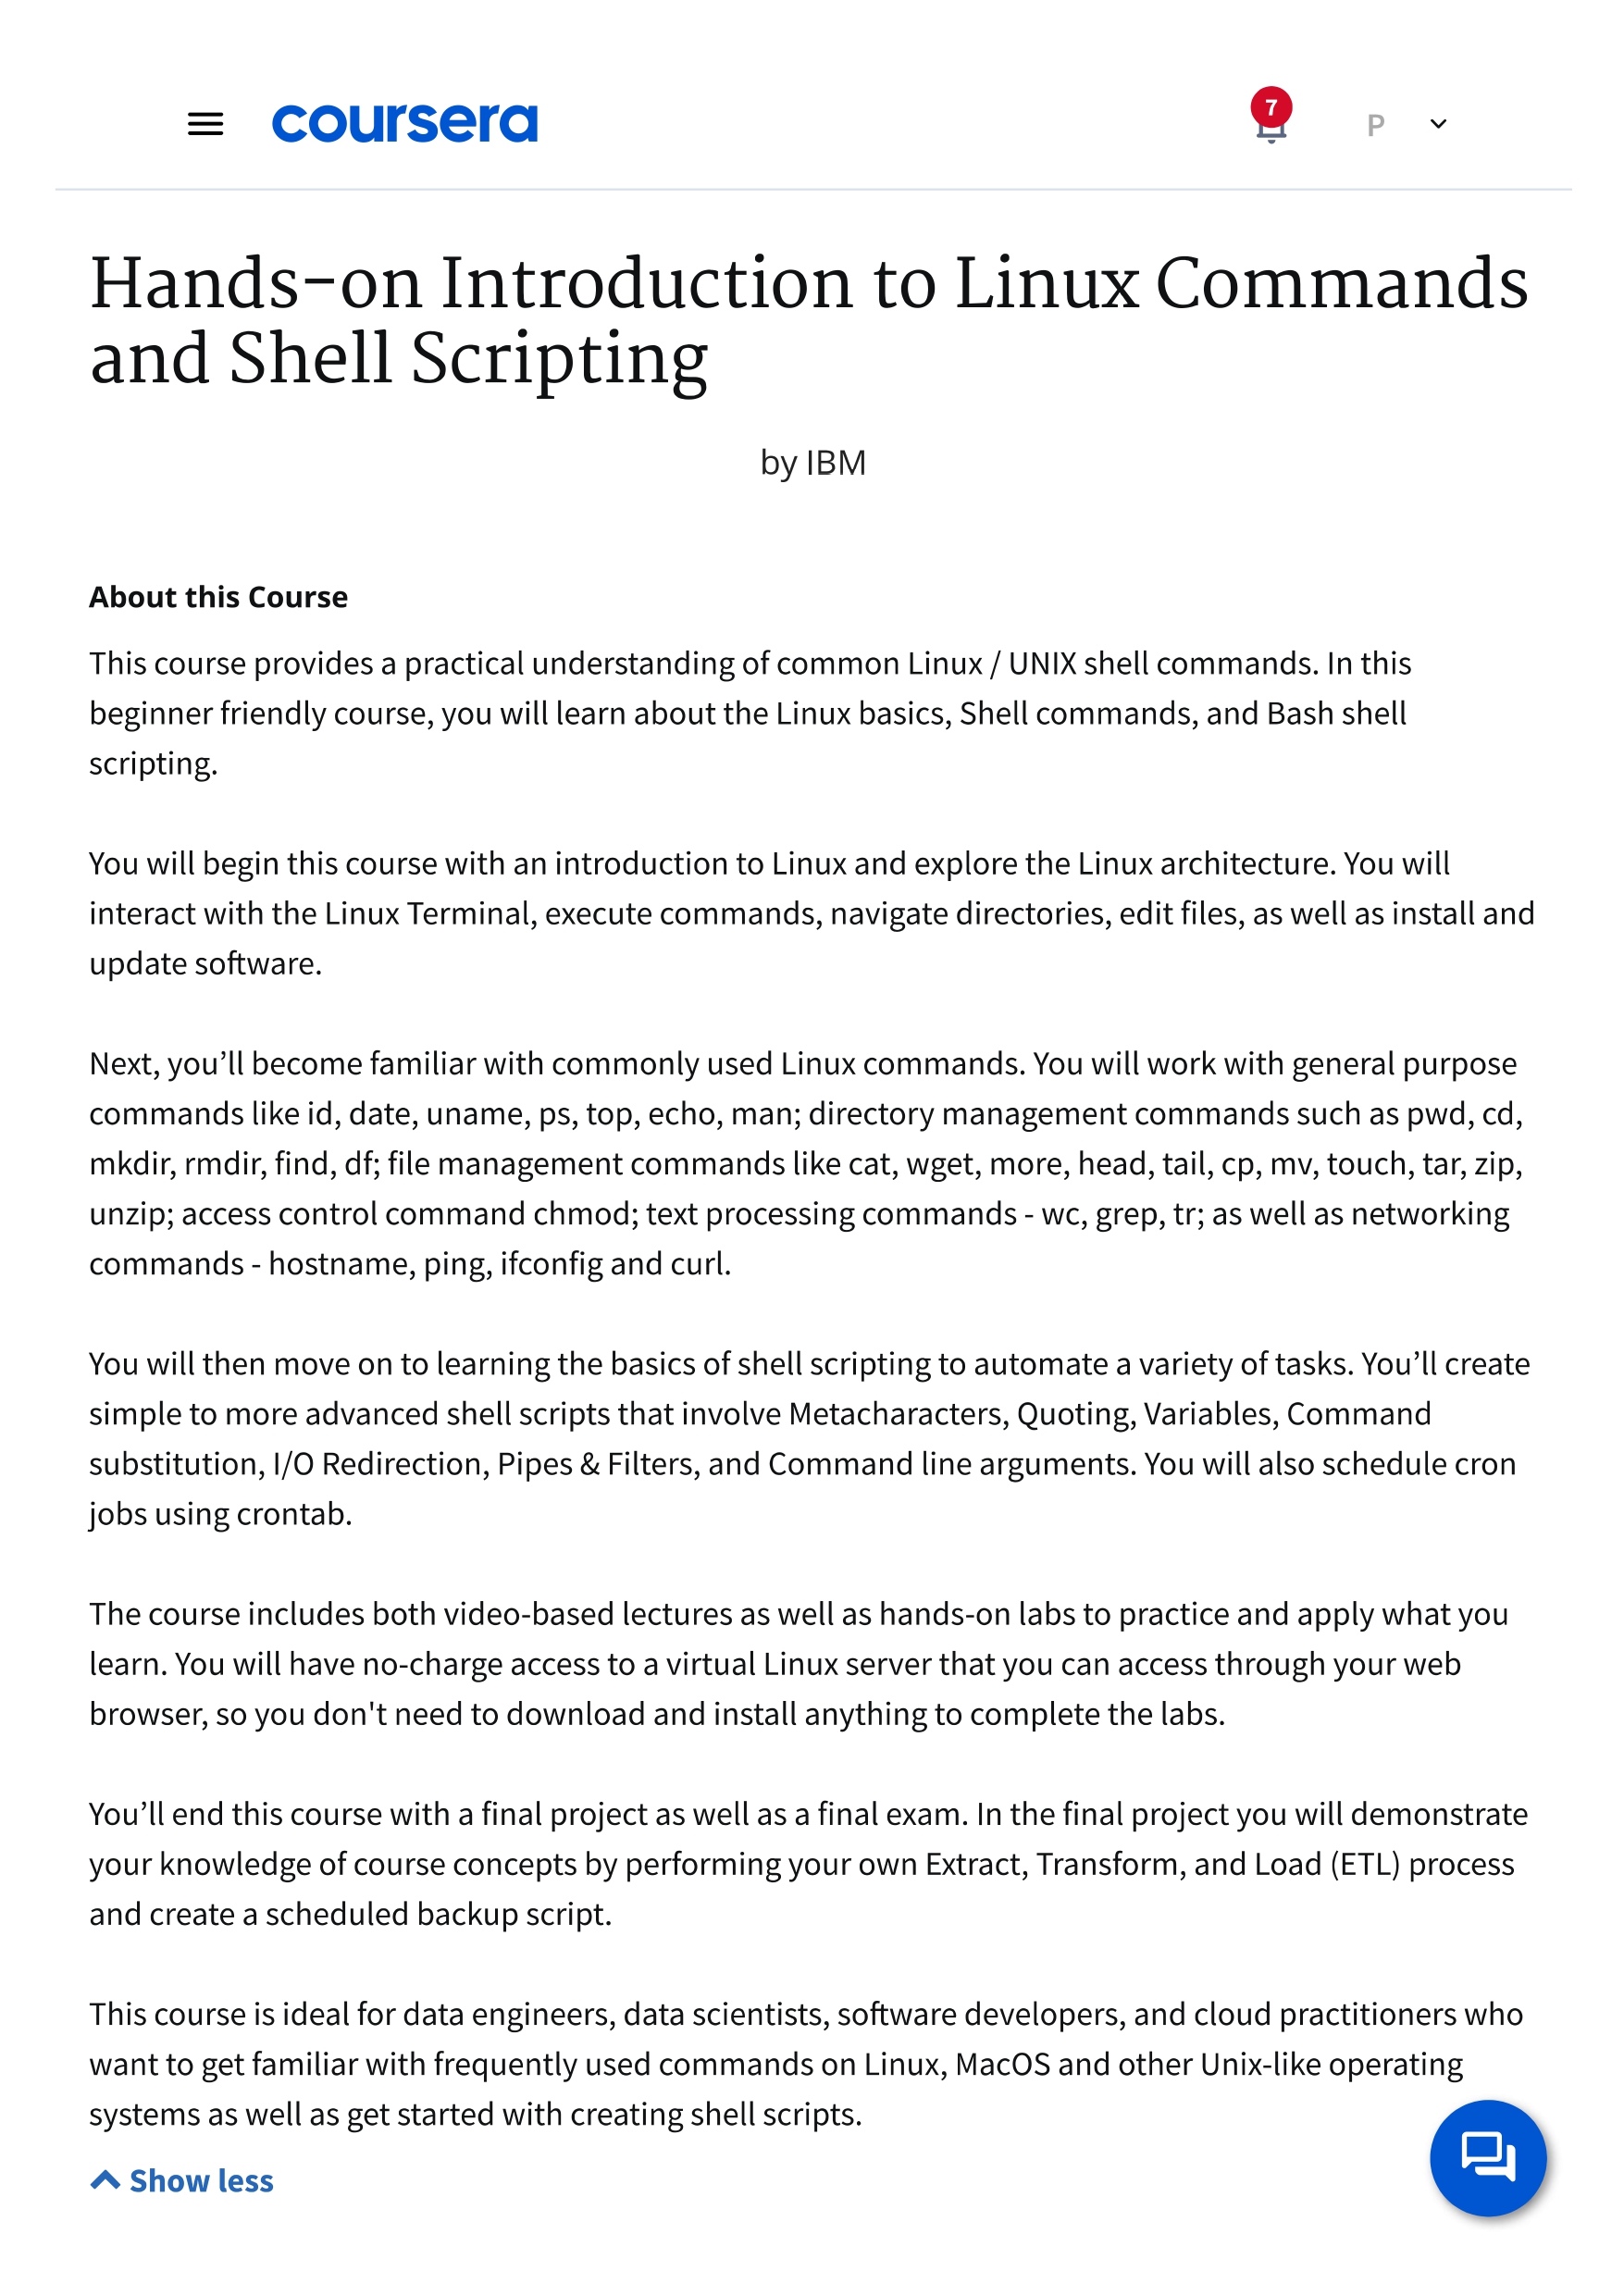 coursera
7
P
Hands-on Introduction to Linux Commands
and Shell Scripting
by IBM
About this Course
This course provides a practical understanding of common Linux / UNIX shell commands. In this
beginner friendly course, you will learn about the Linux basics, Shell commands, and Bash shell
scripting.
You will begin this course with an introduction to Linux and explore the Linux architecture. You will
interact with the Linux Terminal, execute commands, navigate directories, edit files, as well as install and
update software.
Next, you’ll become familiar with commonly used Linux commands. You will work with general purpose
commands like id, date, uname, ps, top, echo, man; directory management commands such as pwd, cd,
mkdir, rmdir, find, df; file management commands like cat, wget, more, head, tail, cp, mv, touch, tar, zip,
unzip; access control command chmod; text processing commands - wc, grep, tr; as well as networking
commands - hostname, ping, ifconfig and curl.
You will then move on to learning the basics of shell scripting to automate a variety of tasks. You’ll create
simple to more advanced shell scripts that involve Metacharacters, Quoting, Variables, Command
substitution, I/O Redirection, Pipes & Filters, and Command line arguments. You will also schedule cron
jobs using crontab.
The course includes both video-based lectures as well as hands-on labs to practice and apply what you
learn. You will have no-charge access to a virtual Linux server that you can access through your web
browser, so you don't need to download and install anything to complete the labs.
You’ll end this course with a final project as well as a final exam. In the final project you will demonstrate
your knowledge of course concepts by performing your own Extract, Transform, and Load (ETL) process
and create a scheduled backup script.
This course is ideal for data engineers, data scientists, software developers, and cloud practitioners who
want to get familiar with frequently used commands on Linux, MacOS and other Unix-like operating
systems as well as get started with creating shell scripts.
Show less